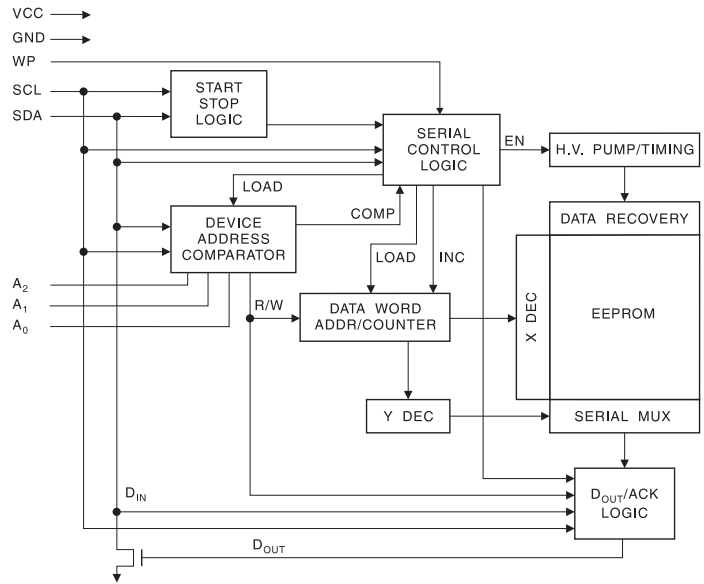 VCC
GND
WP
SCL
SDA
START
STOP
LOGIC
SERIAL
CONTROL
LOGIC
EN
H.V. PUMP/TIMING
LOAD
COMP
DATA RECOVERY
DEVICE
ADDRESS
COMPARATOR
LOAD
INC
A2
A1
A0
R/W
DATA WORD
ADDR/COUNTER
X DEC
EEPROM
Y DEC
SERIAL MUX
DIN
DOUT/ACK
LOGIC
DOUT